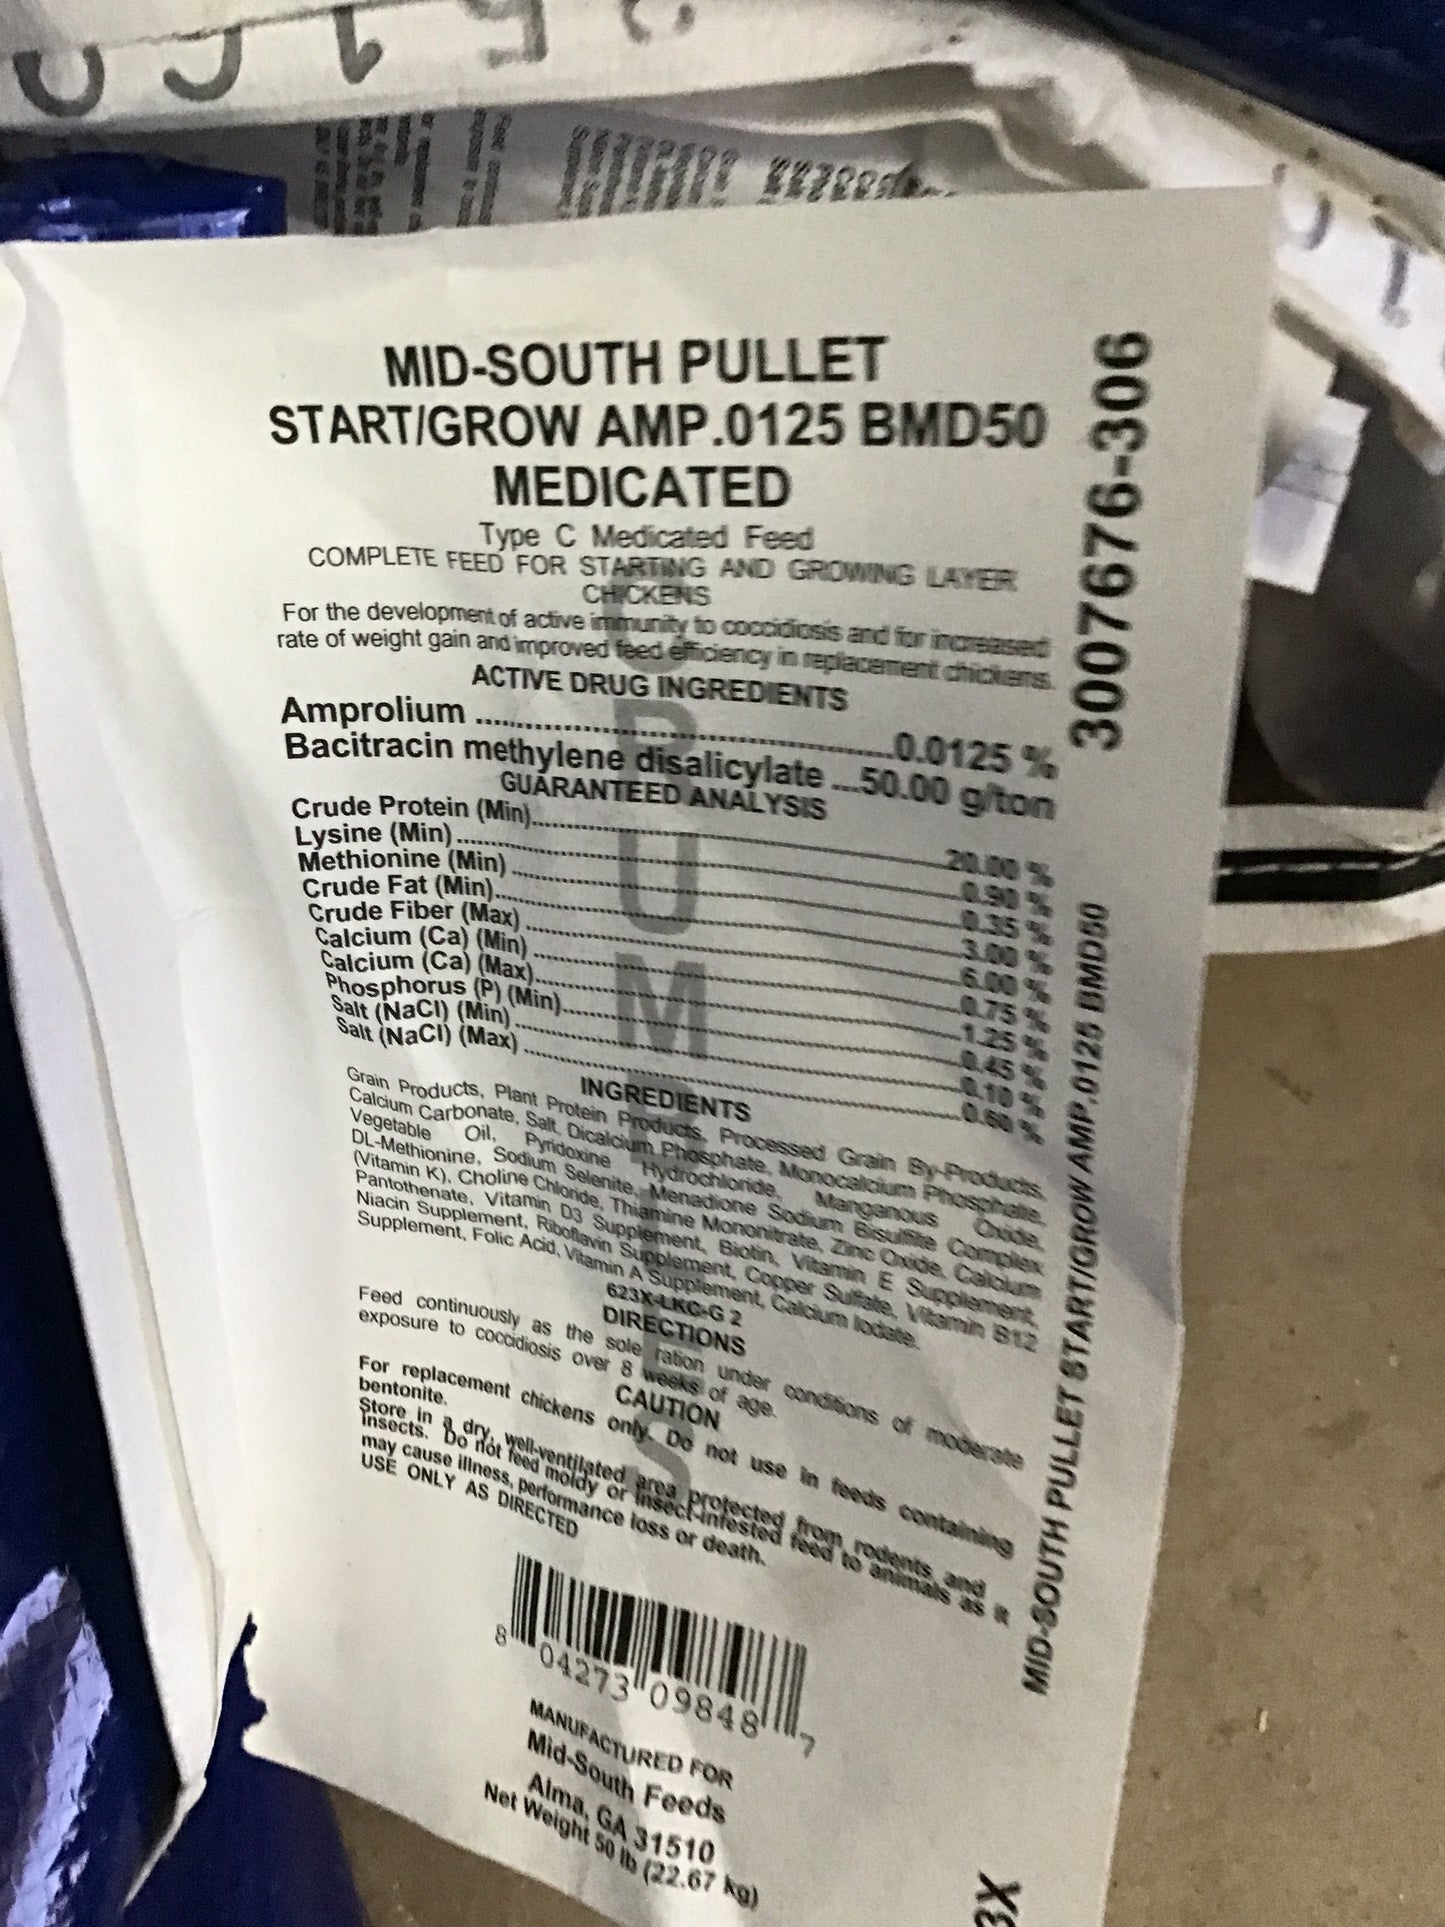 MID-SOUTH PULLET
START/GROW AMP.0125 BMD50
MEDICATED
Type C Medicated Feed
COMPLETE FEED FOR STARTING AND GROWING LAYER
CHICKENS
For the development of active immunity to coccidiosis and for increased
rate of weight gain and improved feed efficiency in replacement chickens.
ACTIVE DRUG INGREDIENTS
Amprolium ....................................0.0125 %
Bacitracin methylene disalicylate ...50.00 g/ton
GUARANTEED ANALYSIS
Crude Protein (Min)....................20.00 %
Lysine (Min)....................0.90 %
Methionine (Min)....................0.35 %
Crude Fat (Min)....................3.00 %
Crude Fiber (Max)....................6.00 %
Calcium (Ca) (Min)....................0.75 %
Calcium (Ca) (Max)....................1.25 %
Phosphorus (P) (Min)....................0.45 %
Salt (NaCl) (Min)....................0.10 %
Salt (NaCl) (Max)....................0.60 %
INGREDIENTS
Grain Products, Plant Protein Products, Processed Grain By-Products,
Calcium Carbonate, Salt, Dicalcium Phosphate, Monocalcium Phosphate,
Vegetable Oil, Pyridoxine Hydrochloride, Manganous Oxide,
DL-Methionine, Sodium Selenite, Menadione Sodium Bisulfite Complex
(Vitamin K), Choline Chloride, Thiamine Mononitrate, Zinc Oxide, Calcium
Pantothenate, Vitamin D3 Supplement, Biotin, Vitamin E Supplement,
Niacin Supplement, Riboflavin Supplement, Copper Sulfate, Vitamin B12
Supplement, Folic Acid, Vitamin A Supplement, Calcium Iodate.
623X-LKC-G 2
DIRECTIONS
Feed continuously as the sole ration under conditions of moderate
exposure to coccidiosis over 8 weeks of age.
CAUTION
For replacement chickens only. Do not use in feeds containing
bentonite.
Store in a dry, well-ventilated area protected from rodents and
insects. Do not feed moldy or insect-infested feed to animals as it
may cause illness, performance loss or death.
USE ONLY AS DIRECTED
8 04273 09848 7
MANUFACTURED FOR
Mid-South Feeds
Alma, GA 31510
Net Weight 50 lb (22.67 kg)
3007676-306
MID-SOUTH PULLET START/GROW AMP.0125 BMD50
3X